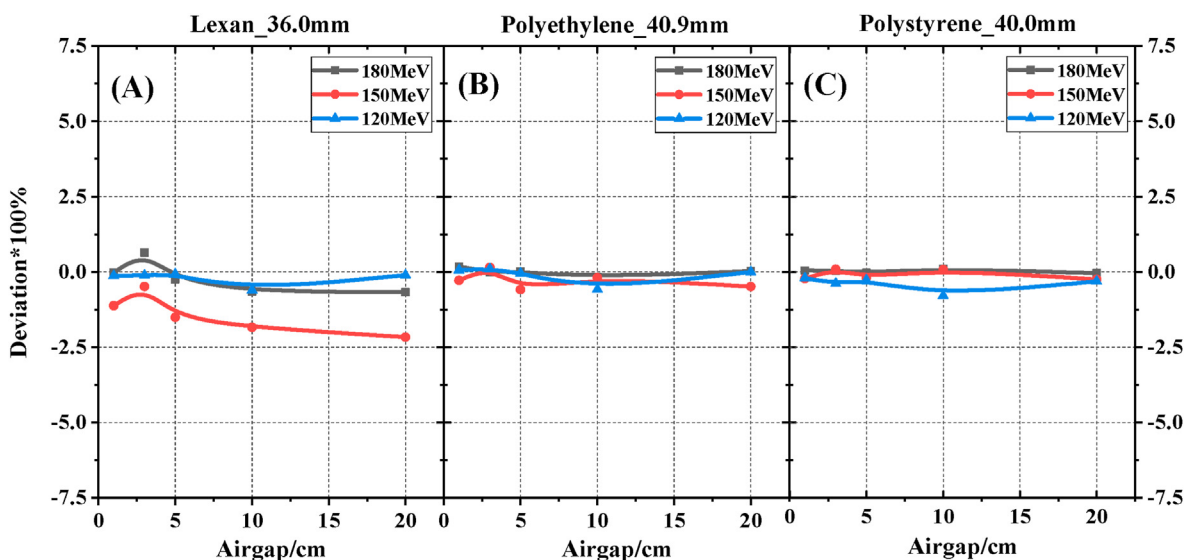 Lexan_36.0mm
Polyethylene_40.9mm
Polystyrene_40.0mm
(A)
180MeV
150MeV
120MeV
(B)
180MeV
150MeV
120MeV
(C)
180MeV
150MeV
120MeV
Deviation*100%
7.5
5.0
2.5
0.0
-2.5
-5.0
-7.5
7.5
5.0
2.5
0.0
-2.5
-5.0
-7.5
0 5 10 15 20
0 5 10 15 20
0 5 10 15 20
Airgap/cm
Airgap/cm
Airgap/cm